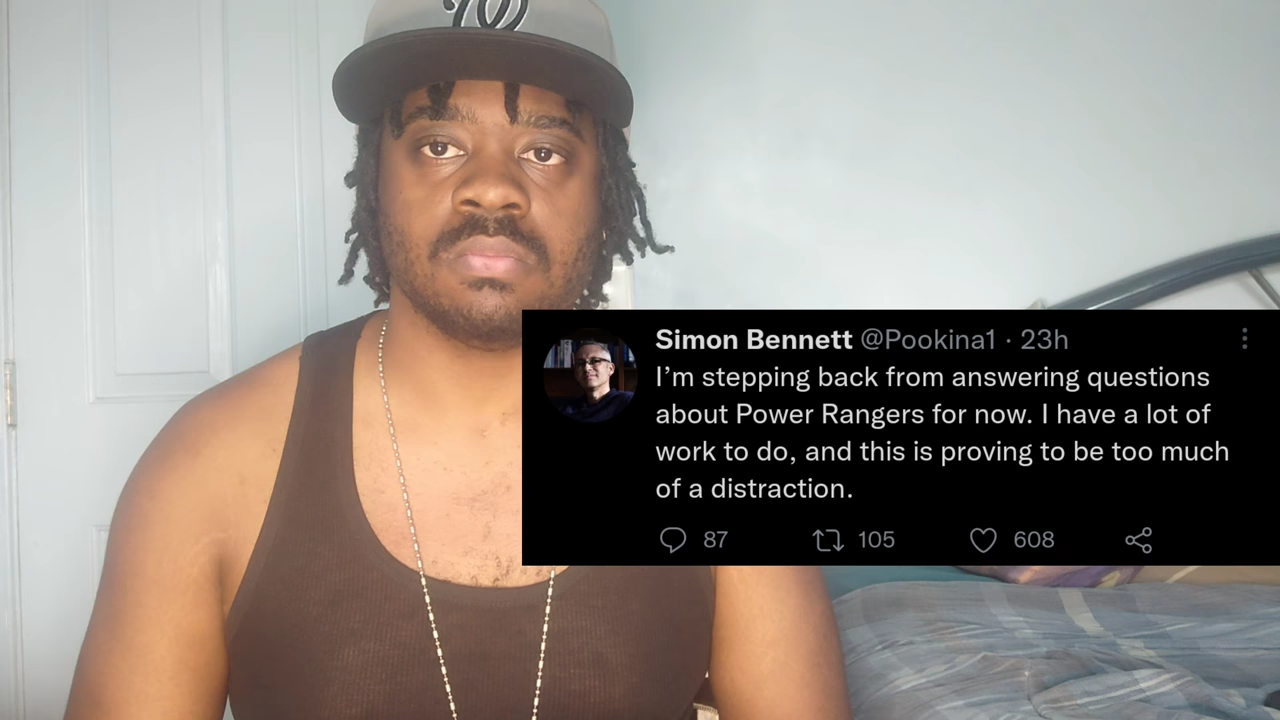 W
Simon Bennett @Pookina1 · 23h
I’m stepping back from answering questions
about Power Rangers for now. I have a lot of
work to do, and this is proving to be too much
of a distraction.
87 105 608